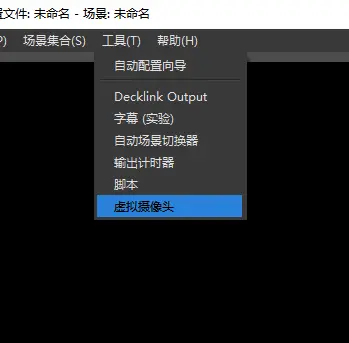 置文件: 未命名 - 场景: 未命名
P) 场景集合(S) 工具(T) 帮助(H)
自动配置向导
Decklink Output
字幕 (实验)
自动场景切换器
输出计时器
脚本
虚拟摄像头